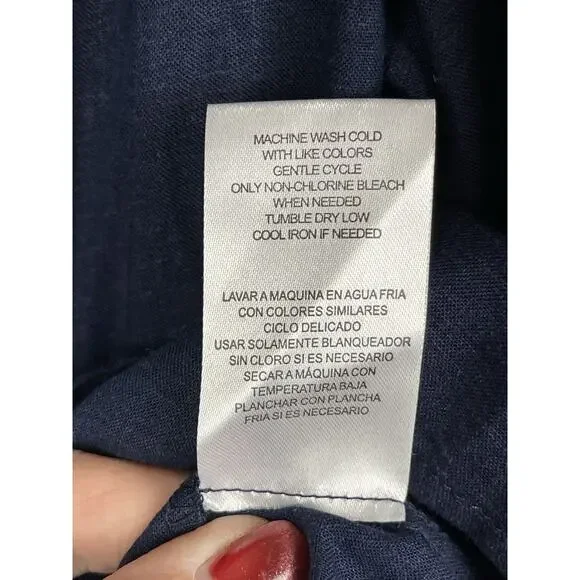 MACHINE WASH COLD
WITH LIKE COLORS
GENTLE CYCLE
ONLY NON-CHLORINE BLEACH
WHEN NEEDED
TUMBLE DRY LOW
COOL IRON IF NEEDED
LAVAR A MAQUINA EN AGUA FRIA
CON COLORES SIMILARES
CICLO DELICADO
USAR SOLAMENTE BLANQUEADOR
SIN CLORO SI ES NECESARIO
SECAR A MÁQUINA CON
TEMPERATURA BAJA
PLANCHAR CON PLANCHA
FRIA SI ES NECESARIO